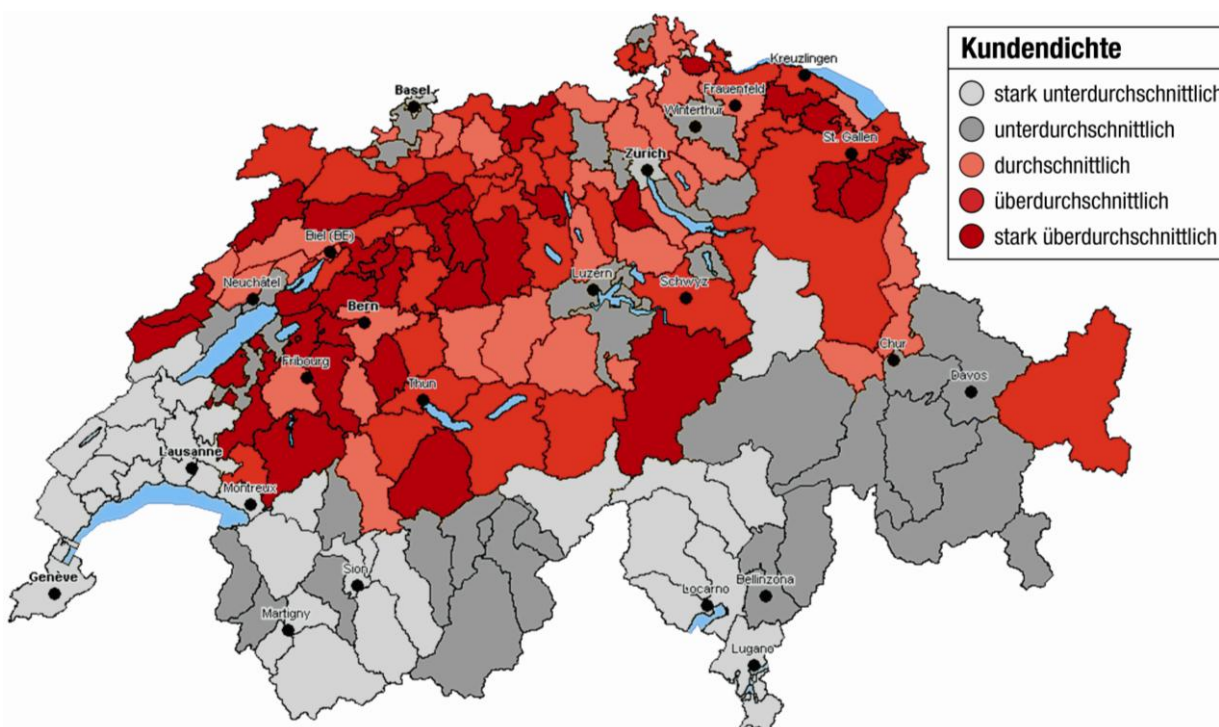 Kundendichte
stark unterdurchschnittlich
unterdurchschnittlich
durchschnittlich
überdurchschnittlich
stark überdurchschnittlich
Kreuzlingen
Basel
Frauenfeld
Winterthur
St. Gallen
Zürich
Biel (BE)
Luzern
Neuchâtel
Schwyz
Bern
Chur
Fribourg
Davos
Thun
Lausanne
Montreux
Genève
Sion
Bellinzona
Locarno
Martigny
Lugano